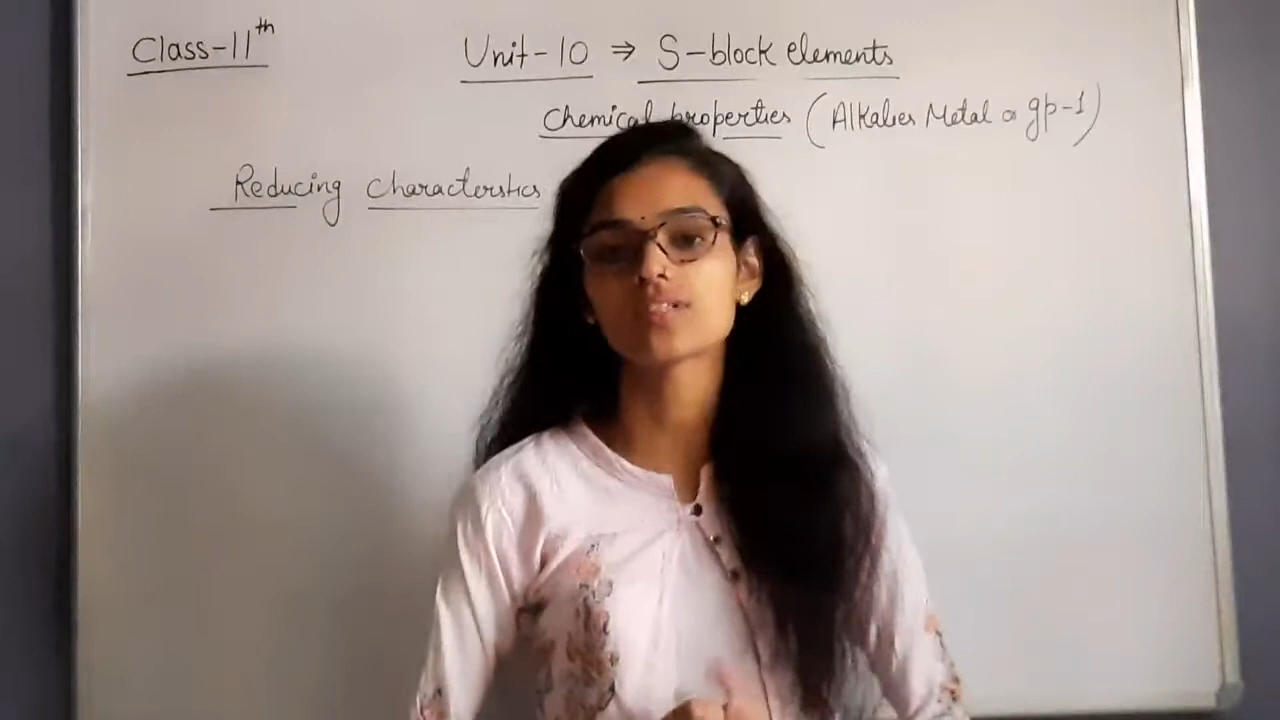 Class-11th
Unit-10 ⇒ S-block elements
Chemical properties (Alkalies Metal or gp-1)
Reducing characterstics